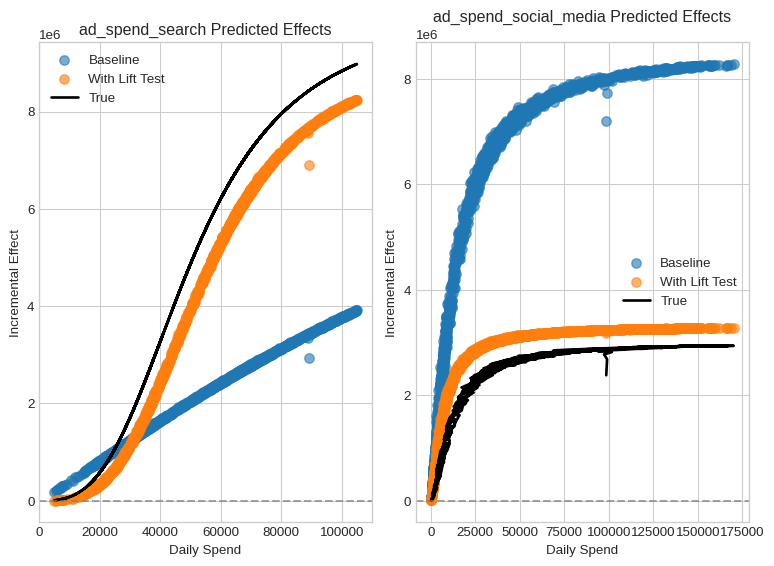 ad_spend_search Predicted Effects
1e6
Baseline
With Lift Test
True
8
6
4
2
0
Incremental Effect
0 20000 40000 60000 80000 100000
Daily Spend
ad_spend_social_media Predicted Effects
1e6
8
6
4
2
0
Incremental Effect
Baseline
With Lift Test
True
0 25000 50000 75000 100000 125000 150000 175000
Daily Spend